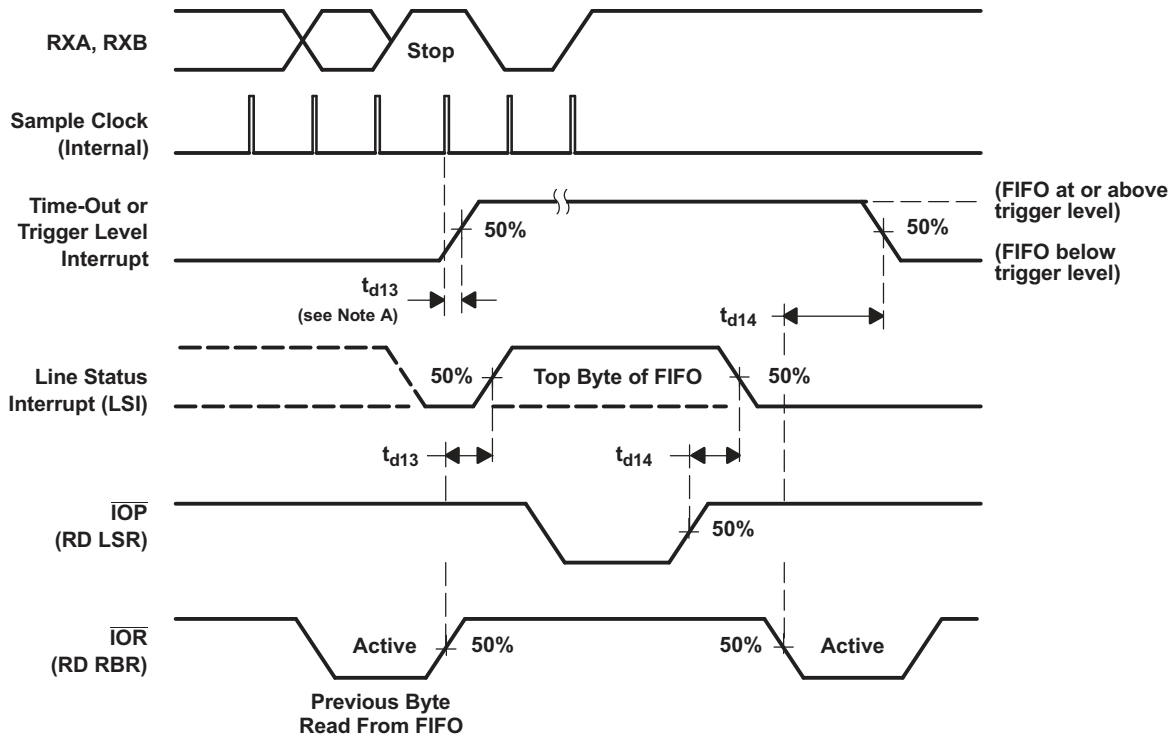 RXA, RXB
Stop
Sample Clock
(Internal)
Time-Out or
Trigger Level
Interrupt
50%
50%
(FIFO at or above
trigger level)
(FIFO below
trigger level)
td13
(see Note A)
td14
Line Status
Interrupt (LSI)
50%
Top Byte of FIFO
50%
td13
td14
IOP
(RD LSR)
50%
IOR
(RD RBR)
Active
50%
50%
Active
Previous Byte
Read From FIFO